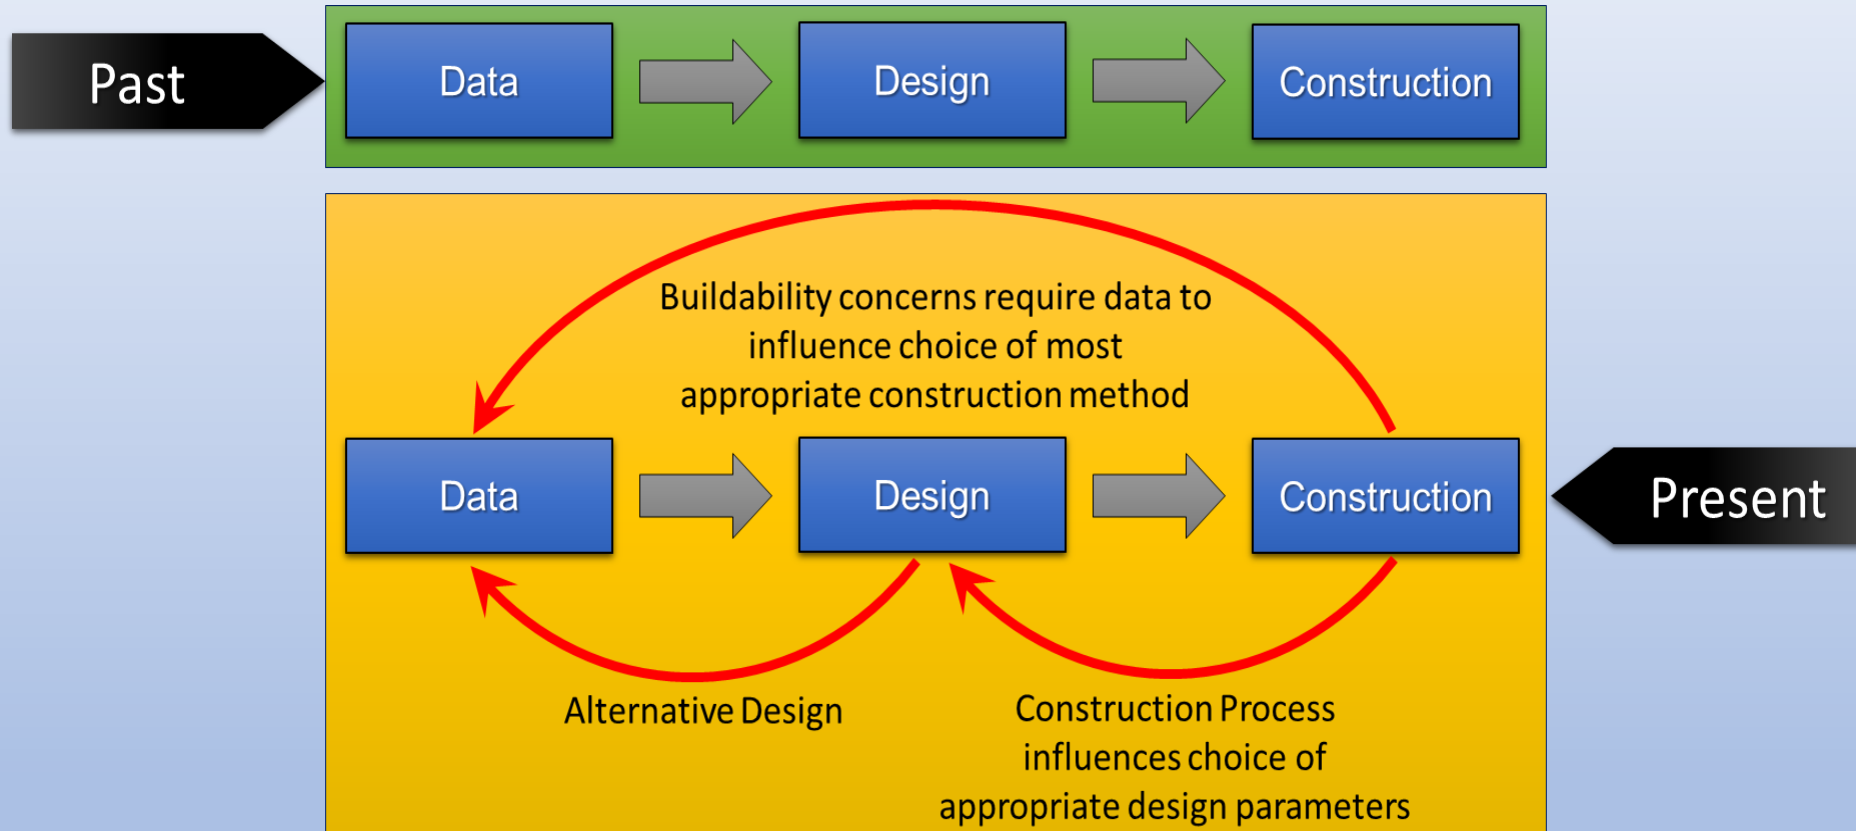 Past
Data
Design
Construction
Buildability concerns require data to
influence choice of most
appropriate construction method
Data
Design
Construction
Present
Alternative Design
Construction Process
influences choice of
appropriate design parameters